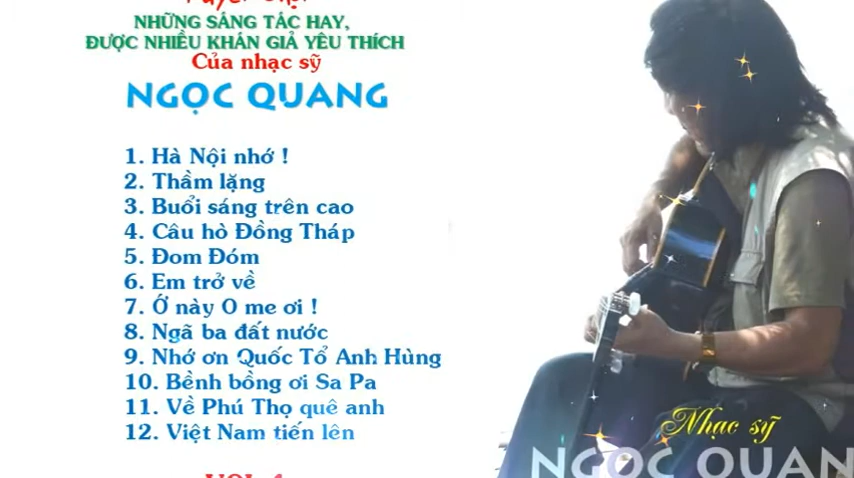 NHỮNG SÁNG TÁC HAY,
ĐƯỢC NHIỀU KHÁN GIẢ YÊU THÍCH
Của nhạc sỹ
NGỌC QUANG
1. Hà Nội nhớ !
2. Thầm lặng
3. Buổi sáng trên cao
4. Câu hò Đồng Tháp
5. Đom Đóm
6. Em trở về
7. Ớ này O me ơi !
8. Ngã ba đất nước
9. Nhớ ơn Quốc Tổ Anh Hùng
10. Bềnh bồng ơi Sa Pa
11. Về Phú Thọ quê anh
12. Việt Nam tiến lên
Nhạc sỹ
NGỌC QUAN